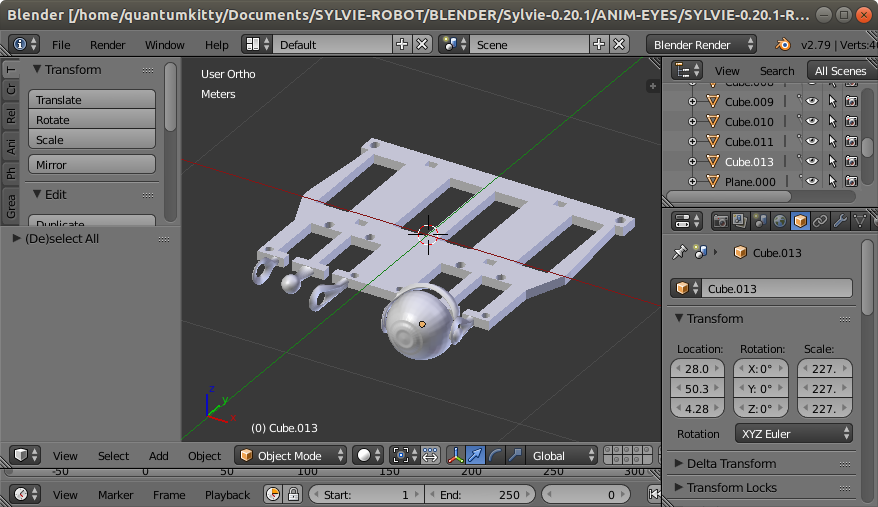 Blender [/home/quantumkitty/Documents/SYLVIE-ROBOT/BLENDER/Sylvie-0.20.1/ANIM-EYES/SYLVIE-0.20.1-R...
File Render Window Help Default Scene Blender Render v2.79 | Verts:4
T
Cr
Rel
Ani
Ph
Grea
Transform
Translate
Rotate
Scale
Mirror
Edit
Duplicate
(De)select All
User Ortho
Meters
z
y
x
(0) Cube.013
View Search All Scenes
Cube.008
Cube.009
Cube.010
Cube.011
Cube.013
Plane.000
Cube.013
Cube.013
Transform
Location: Rotation: Scale:
28.0 X: 0° 227.
50.3 Y: 0° 227.
4.28 Z: 0° 227.
Rotation XYZ Euler
Delta Transform
Transform Locks
View Select Add Object Object Mode Global
-50 0 50 100 150 200 250 300
View Marker Frame Playback Start: 1 End: 250 0